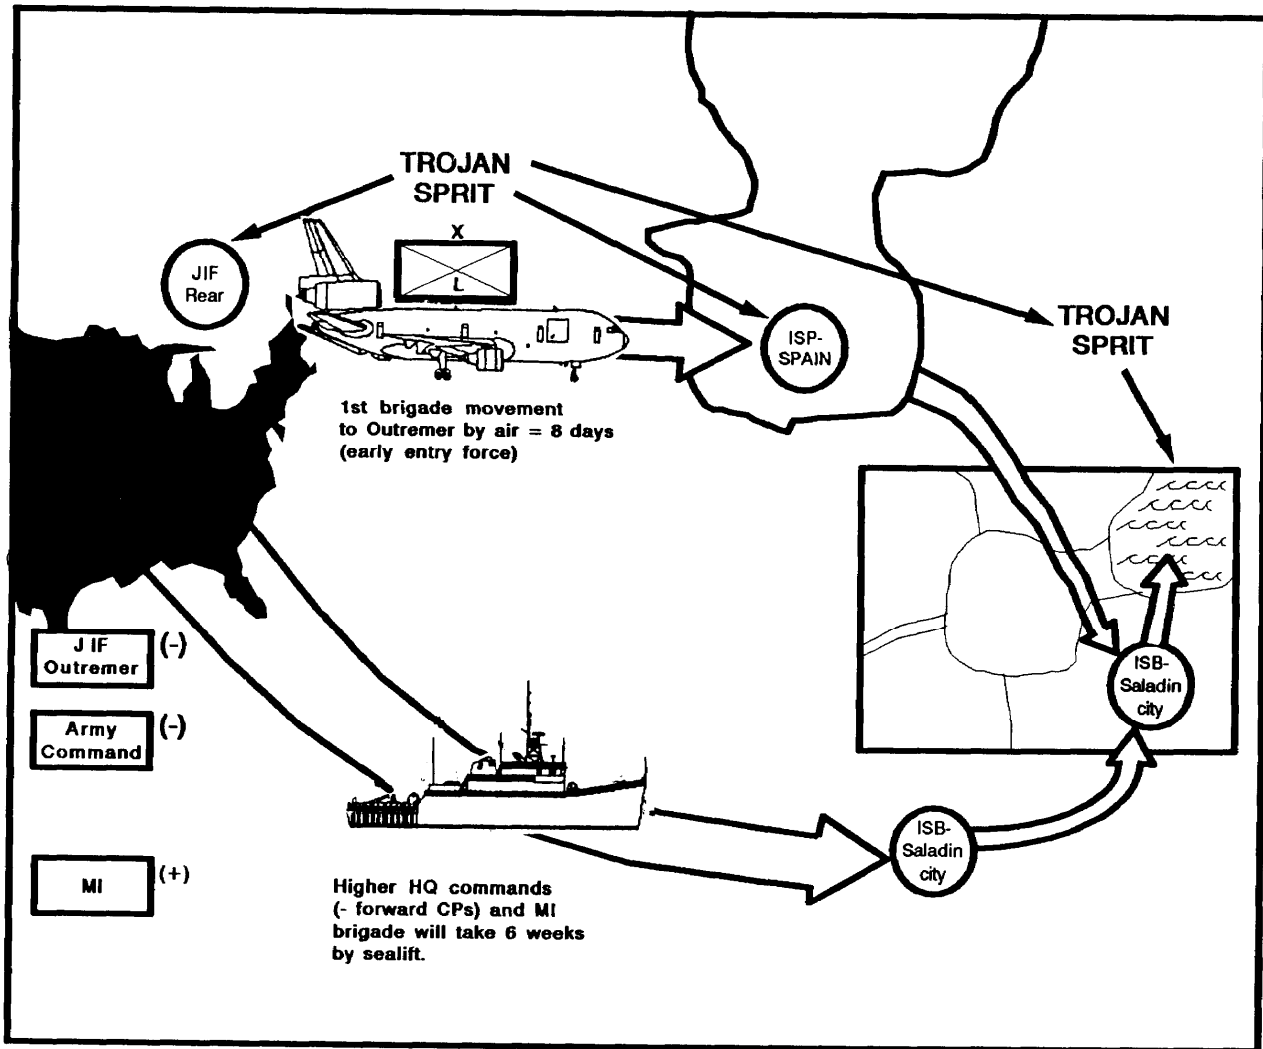 TROJAN
SPRIT
JIF
Rear
X
L
ISP-
SPAIN
TROJAN
SPRIT
1st brigade movement
to Outremer by air = 8 days
(early entry force)
JIF
Outremer
(-)
ISB-
Saladin
city
Army
Command
(-)
ISB-
Saladin
city
MI
(+)
Higher HQ commands
(- forward CPs) and MI
brigade will take 6 weeks
by sealift.